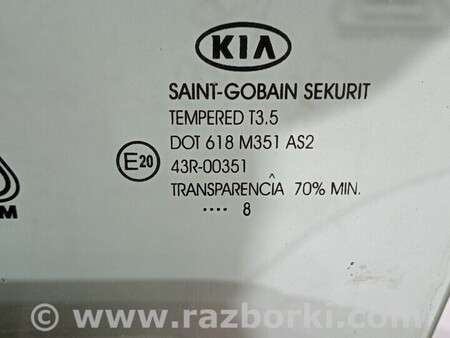 KIA
SAINT-GOBAIN SEKURIT
TEMPERED T3.5
DOT 618 M351 AS2
E20 43R-00351
TRANSPARENCÎA 70% MIN.
.... 8
M
© www.razborki.com